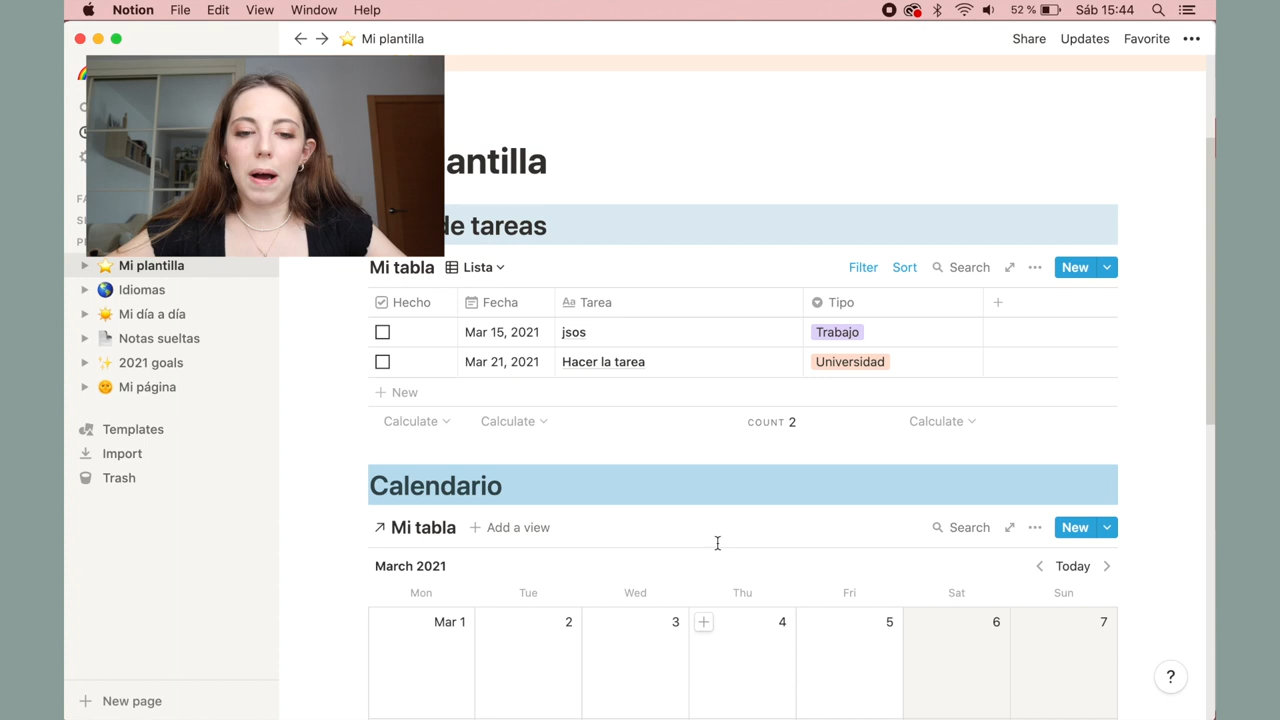 Notion File Edit View Window Help 52 % Sáb 15:44
Mi plantilla Share Updates Favorite
antilla
de tareas
Mi tabla Lista Filter Sort Search New
Hecho Fecha Aa Tarea Tipo
Mar 15, 2021 jsos Trabajo
Mar 21, 2021 Hacer la tarea Universidad
+ New
Calculate Calculate COUNT 2 Calculate
Calendario
Mi tabla + Add a view Search New
March 2021 Today
Mon Tue Wed Thu Fri Sat Sun
Mar 1 2 3 4 5 6 7
Mi plantilla
Idiomas
Mi día a día
Notas sueltas
2021 goals
Mi página
Templates
Import
Trash
+ New page
?